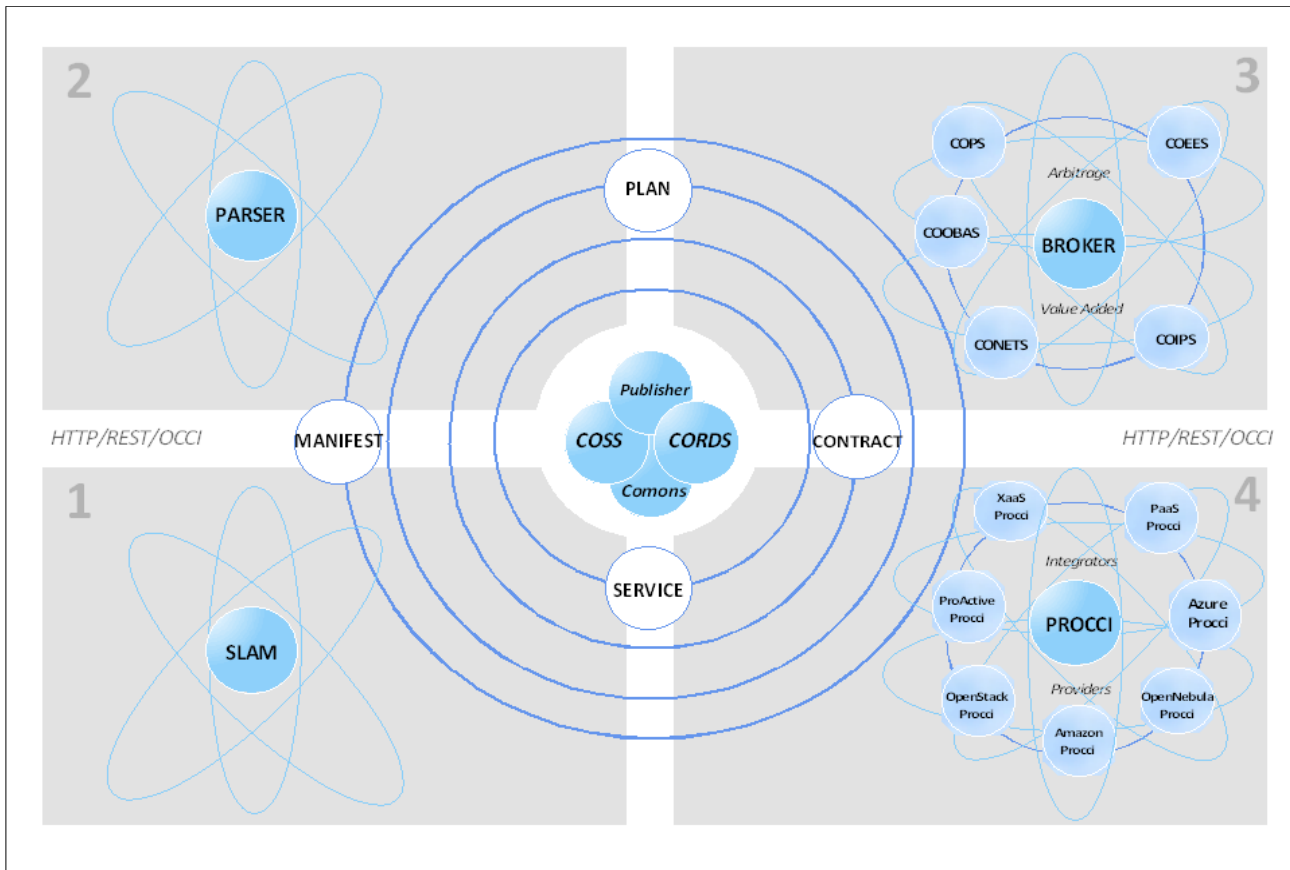 2
3
PARSER
PLAN
COPS
COEES
Arbitrage
COOBAS
BROKER
Value Added
CONETS
COIPS
Publisher
HTTP/REST/OCCI
MANIFEST
COSS
CORDS
CONTRACT
HTTP/REST/OCCI
Comons
1
4
SLAM
SERVICE
XaaS
Procci
PaaS
Procci
Integrators
ProActive
Procci
PROCCI
Azure
Procci
Providers
OpenStack
Procci
OpenNebula
Procci
Amazon
Procci